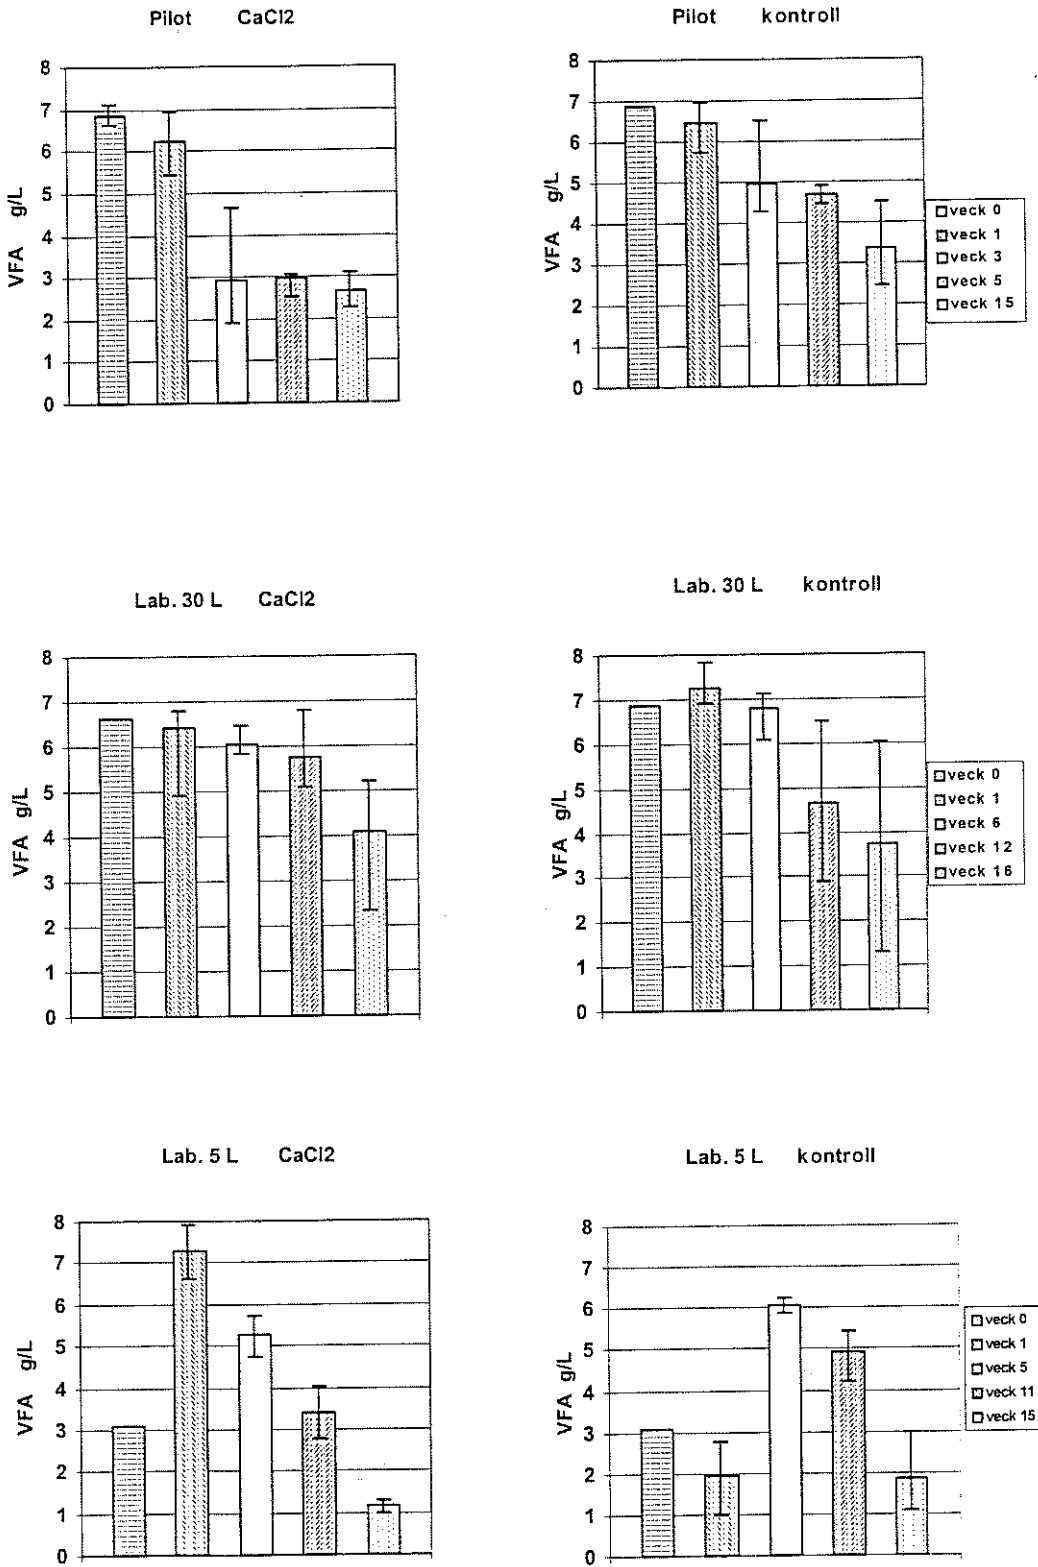 Pilot CaCl2
8
7
6
5
4
3
2
1
0
VFA g/L
Pilot kontroll
8
7
6
5
4
3
2
1
0
VFA g/L
veck 0
veck 1
veck 3
veck 5
veck 15
Lab. 30 L CaCl2
8
7
6
5
4
3
2
1
0
VFA g/L
Lab. 30 L kontroll
8
7
6
5
4
3
2
1
0
VFA g/L
veck 0
veck 1
veck 6
veck 12
veck 16
Lab. 5 L CaCl2
8
7
6
5
4
3
2
1
0
VFA g/L
Lab. 5 L kontroll
8
7
6
5
4
3
2
1
0
VFA g/L
veck 0
veck 1
veck 5
veck 11
veck 15